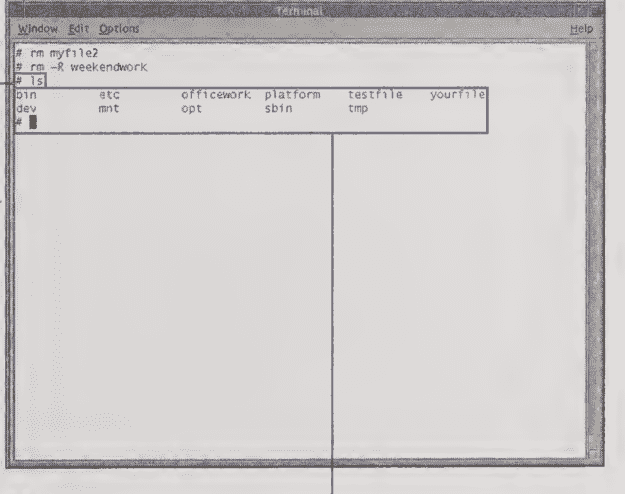 Terminal
Window Edit Options Help
# rm myfile2
# rm -R weekendwork
# ls
bin etc officework platform testfile yourfile
dev mnt opt sbin tmp
#